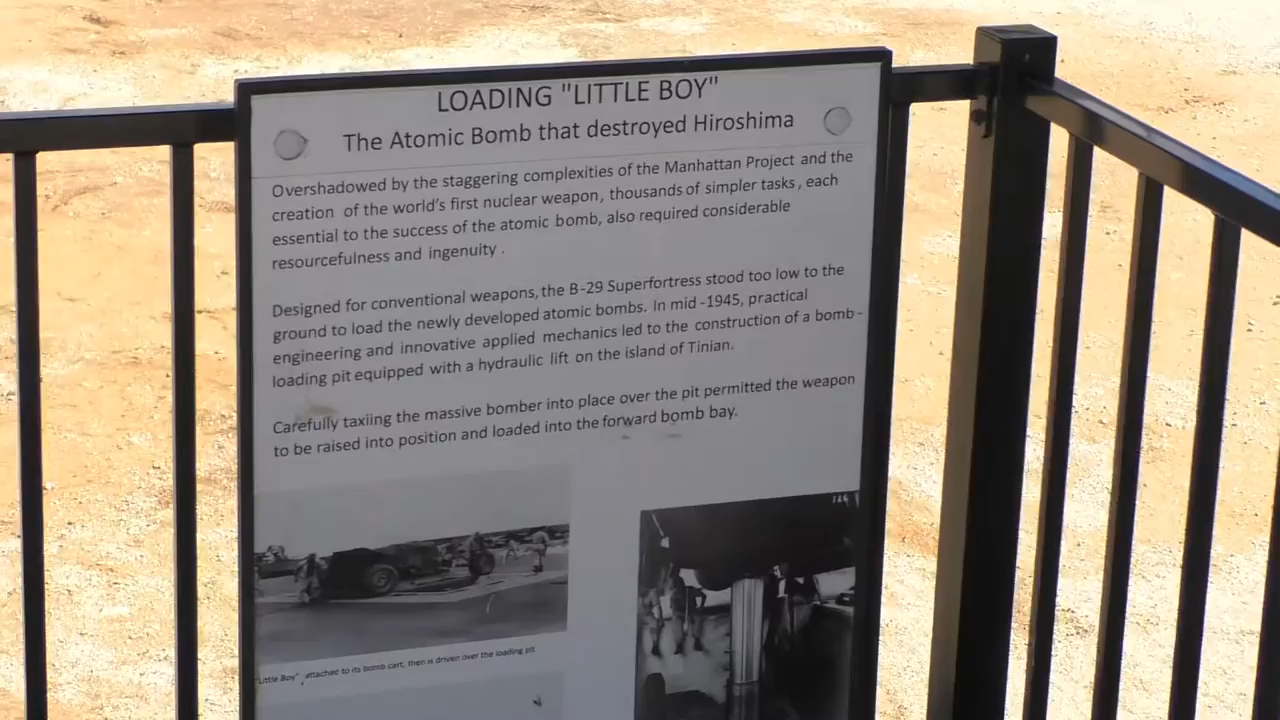 LOADING "LITTLE BOY"
The Atomic Bomb that destroyed Hiroshima
Overshadowed by the staggering complexities of the Manhattan Project and the
creation of the world's first nuclear weapon, thousands of simpler tasks, each
essential to the success of the atomic bomb, also required considerable
resourcefulness and ingenuity.
Designed for conventional weapons, the B-29 Superfortress stood too low to the
ground to load the newly developed atomic bombs. In mid-1945, practical
engineering and innovative applied mechanics led to the construction of a bomb-
loading pit equipped with a hydraulic lift on the island of Tinian.
Carefully taxiing the massive bomber into place over the pit permitted the weapon
to be raised into position and loaded into the forward bomb bay.
"Little Boy", attached to its bomb cart, then is driven over the loading pit